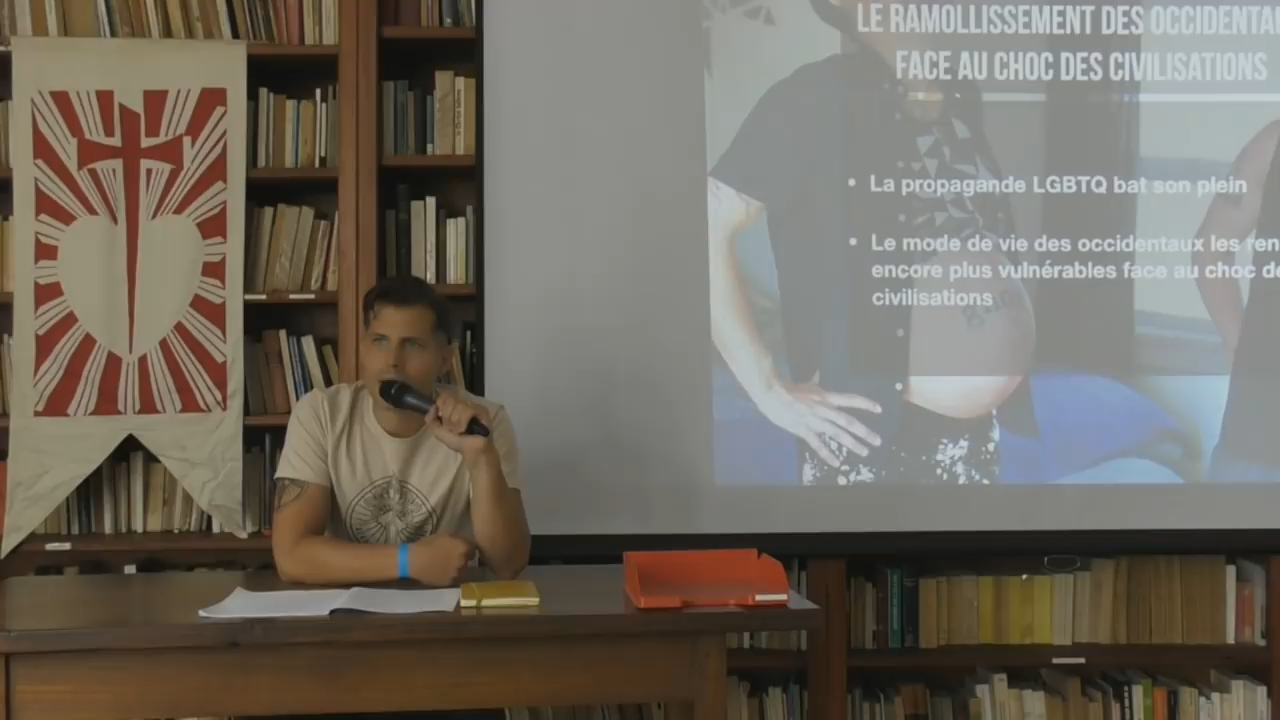 LE RAMOLLISSEMENT DES OCCIDENTA
FACE AU CHOC DES CIVILISATIONS
• La propagande LGBTQ bat son plein
• Le mode de vie des occidentaux les ren
encore plus vulnérables face au choc de
civilisations